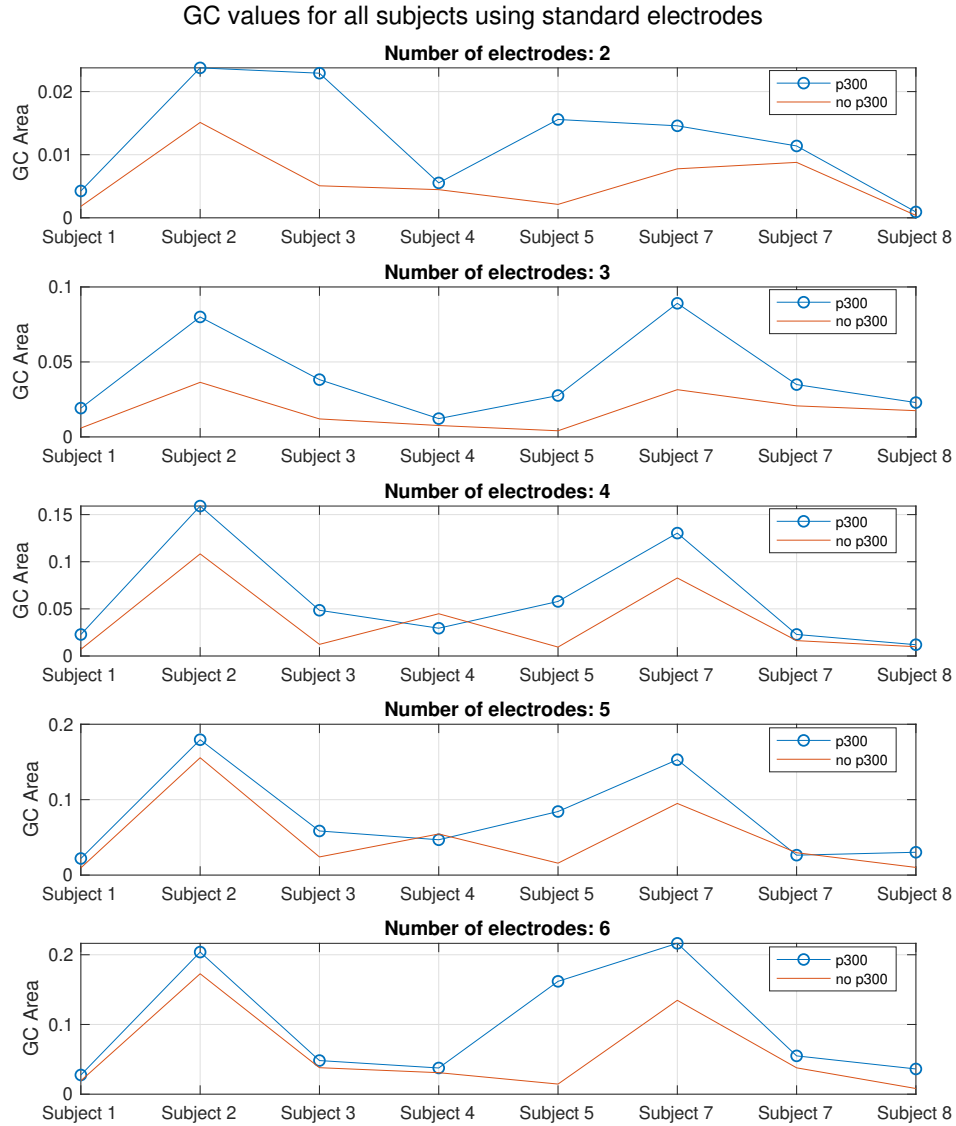 GC values for all subjects using standard electrodes
Number of electrodes: 2
GC Area
0.02
0.01
0
p300
no p300
Subject 1 Subject 2 Subject 3 Subject 4 Subject 5 Subject 7 Subject 7 Subject 8
Number of electrodes: 3
GC Area
0.1
0.05
0
p300
no p300
Subject 1 Subject 2 Subject 3 Subject 4 Subject 5 Subject 7 Subject 7 Subject 8
Number of electrodes: 4
GC Area
0.15
0.1
0.05
0
p300
no p300
Subject 1 Subject 2 Subject 3 Subject 4 Subject 5 Subject 7 Subject 7 Subject 8
Number of electrodes: 5
GC Area
0.2
0.1
0
p300
no p300
Subject 1 Subject 2 Subject 3 Subject 4 Subject 5 Subject 7 Subject 7 Subject 8
Number of electrodes: 6
GC Area
0.2
0.1
0
p300
no p300
Subject 1 Subject 2 Subject 3 Subject 4 Subject 5 Subject 7 Subject 7 Subject 8